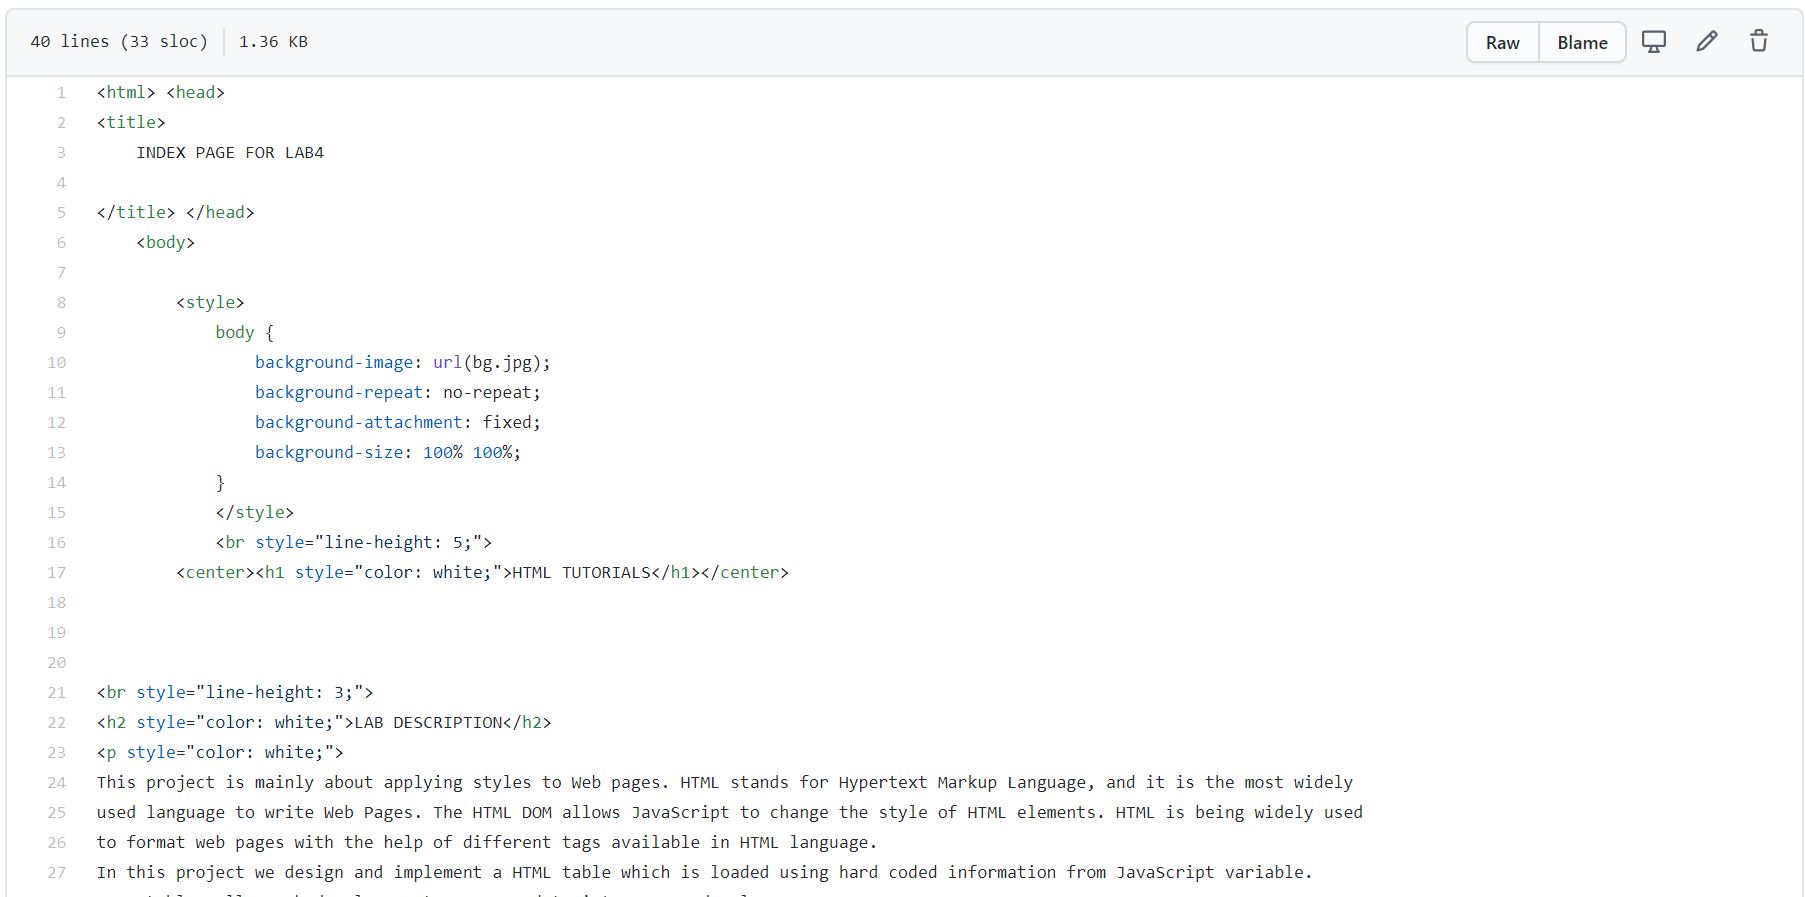 40 lines (33 sloc) 1.36 KB Raw Blame
1 <html> <head>
2 <title>
3 INDEX PAGE FOR LAB4
4
5 </title> </head>
6 <body>
7
8 <style>
9 body {
10 background-image: url(bg.jpg);
11 background-repeat: no-repeat;
12 background-attachment: fixed;
13 background-size: 100% 100%;
14 }
15 </style>
16 <br style="line-height: 5;">
17 <center><h1 style="color: white;">HTML TUTORIALS</h1></center>
18
19
20
21 <br style="line-height: 3;">
22 <h2 style="color: white;">LAB DESCRIPTION</h2>
23 <p style="color: white;">
24 This project is mainly about applying styles to Web pages. HTML stands for Hypertext Markup Language, and it is the most widely
25 used language to write Web Pages. The HTML DOM allows JavaScript to change the style of HTML elements. HTML is being widely used
26 to format web pages with the help of different tags available in HTML language.
27 In this project we design and implement a HTML table which is loaded using hard coded information from JavaScript variable.